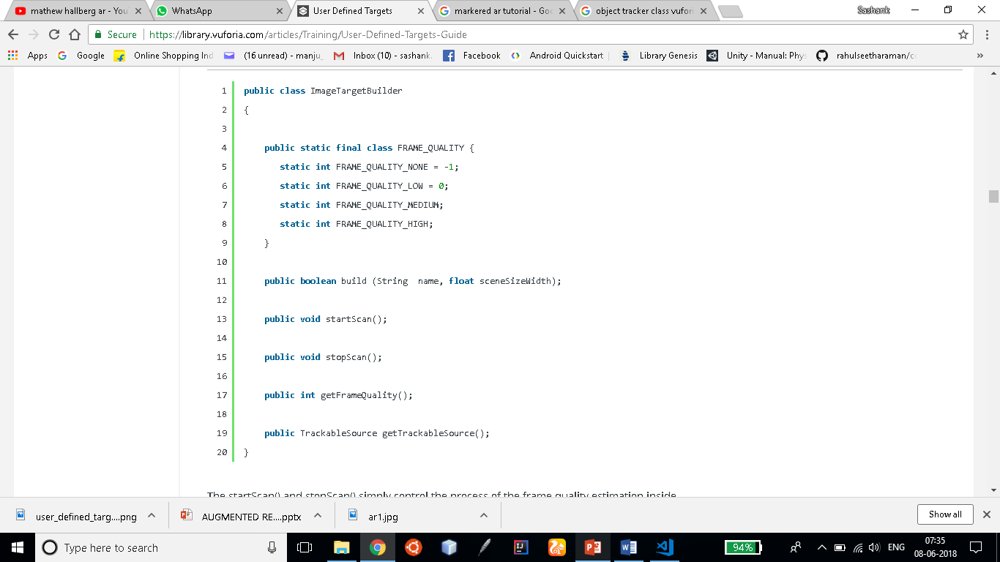 mathew hallberg ar - You
WhatsApp
User Defined Targets
markered ar tutorial - Goo
object tracker class vufori
Sashank
Secure
https://library.vuforia.com/articles/Training/User-Defined-Targets-Guide
Apps
Google
Online Shopping Ind
(16 unread) - manju_
Inbox (10) - sashank.
Facebook
Android Quickstart
Library Genesis
Unity - Manual: Phys
rahulseetharaman/c
»
1 public class ImageTargetBuilder
2 {
3
4 public static final class FRAME_QUALITY {
5 static int FRAME_QUALITY_NONE = -1;
6 static int FRAME_QUALITY_LOW = 0;
7 static int FRAME_QUALITY_MEDIUM;
8 static int FRAME_QUALITY_HIGH;
9 }
10
11 public boolean build (String  name, float sceneSizeWidth);
12
13 public void startScan();
14
15 public void stopScan();
16
17 public int getFrameQuality();
18
19 public TrackableSource getTrackableSource();
20 }
The startScan() and stopScan() simply control the process of the frame quality estimation inside
user_defined_targ....png
AUGMENTED RE....pptx
ar1.jpg
Show all
Type here to search
94%
ENG
07:35
08-06-2018